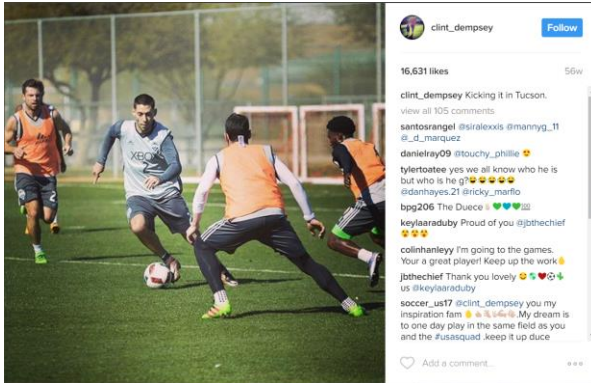 clint_dempsey
Follow
16,631 likes
56w
clint_dempsey Kicking it in Tucson.
view all 105 comments
santosrangel @siralexxis @mannyg_11
@_d_marquez
danielray09 @touchy_phillie 😍
tylertoatee yes we all know who he is
but who is he g?😂😂😂😂😂
@danhayes.21 @ricky_marflo
bpg206 The Duece☝🏻💚💙💚💯
keylaaraduby Proud of you @jbthechief
😍😍😍
colinhanleyy I'm going to the games.
Your a great player! Keep up the work
jbthechief Thank you lovely
us @keylaaraduby
soccer_us17 @clint_dempsey you my
inspiration fam .My dream is
to one day play in the same field as you
and the #usasquad .keep it up duce
Add a comment...
XBOX
2
2